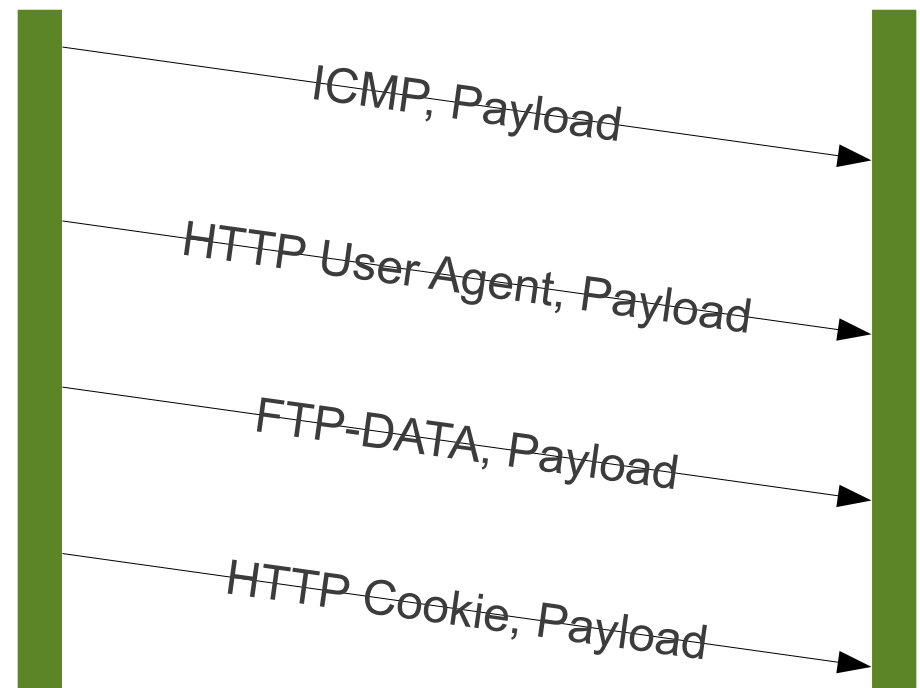 ICMP, Payload
HTTP User Agent, Payload
FTP-DATA, Payload
HTTP Cookie, Payload